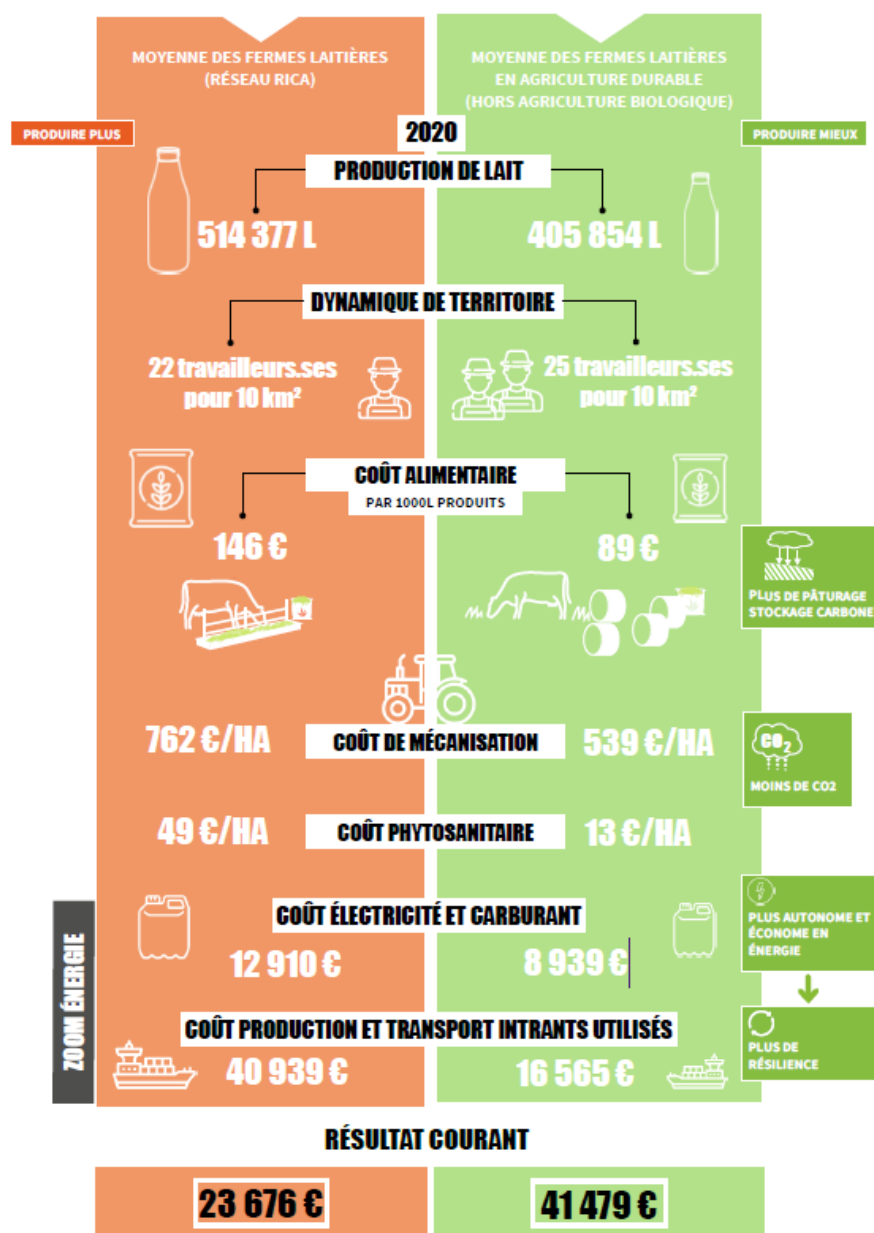 MOYENNE DES FERMES LAITIÈRES
(RÉSEAU RICA)
MOYENNE DES FERMES LAITIÈRES
EN AGRICULTURE DURABLE
(HORS AGRICULTURE BIOLOGIQUE)
PRODUIRE PLUS
2020
PRODUIRE MIEUX
PRODUCTION DE LAIT
514 377 L
405 854 L
DYNAMIQUE DE TERRITOIRE
22 travailleurs.ses
pour 10 km²
25 travailleurs.ses
pour 10 km²
COÛT ALIMENTAIRE
PAR 1000L PRODUITS
146 €
89 €
PLUS DE PÂTURAGE
STOCKAGE CARBONE
762 €/HA
COÛT DE MÉCANISATION
539 €/HA
CO2
MOINS DE CO2
49 €/HA
COÛT PHYTOSANITAIRE
13 €/HA
ZOOM ÉNERGIE
COÛT ÉLECTRICITÉ ET CARBURANT
12 910 €
8 939 €
PLUS AUTONOME ET
ÉCONOME EN
ÉNERGIE
COÛT PRODUCTION ET TRANSPORT INTRANTS UTILISÉS
40 939 €
16 565 €
PLUS DE
RÉSILIENCE
RÉSULTAT COURANT
23 676 €
41 479 €